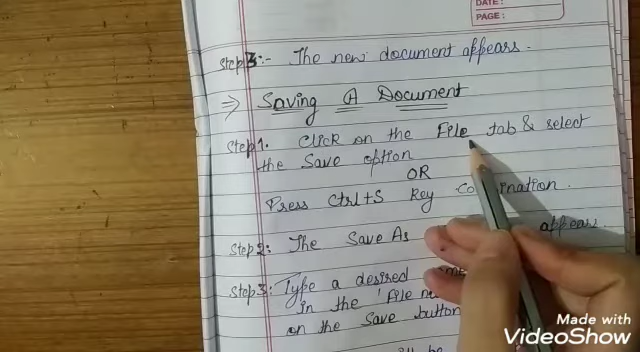 DATE:
PAGE:
Step 3:- The new document appears.
⇒ Saving A Document
Step 1. Click on the File tab & select
the Save option
OR
Press Ctrl+S Key
Step 2: The Save As appears
Step 3: Type a desired
in the 'File
on the Save button
be
Made with
VideoShow